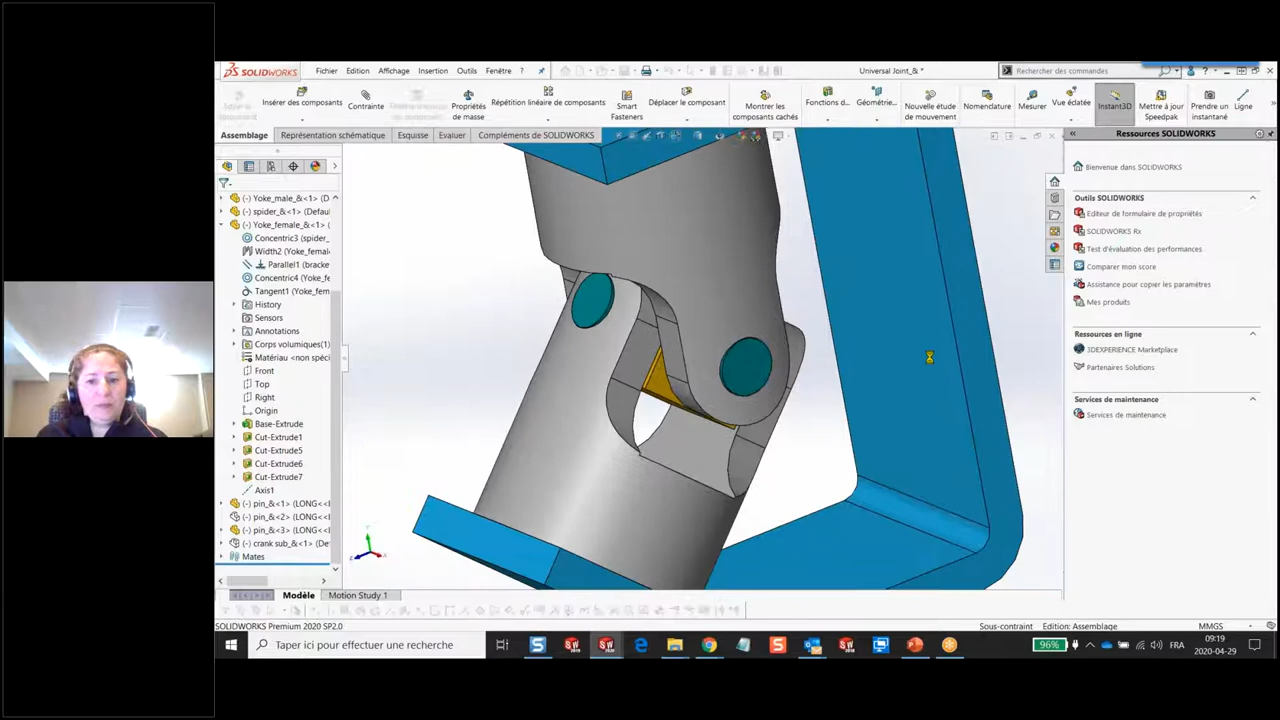 SOLIDWORKS
Fichier Edition Affichage Insertion Outils Fenêtre
Universal Joint_& *
Rechercher des commandes
Insérer des composants
Contrainte
Propriétés de masse
Répétition linéaire de composants
Smart Fasteners
Déplacer le composant
Montrer les composants cachés
Fonctions d...
Géométrie...
Nouvelle étude de mouvement
Nomenclature
Mesurer
Vue éclatée
Instant3D
Mettre à jour Speedpak
Prendre un instantané
Ligne
Assemblage Représentation schématique Esquisse Evaluer Compléments de SOLIDWORKS
Ressources SOLIDWORKS
Bienvenue dans SOLIDWORKS
Outils SOLIDWORKS
Editeur de formulaire de propriétés
SOLIDWORKS Rx
Test d'évaluation des performances
Comparer mon score
Assistance pour copier les paramètres
Mes produits
Ressources en ligne
3DEXPERIENCE Marketplace
Partenaires Solutions
Services de maintenance
Services de maintenance
(-) Yoke_male_&<1> (D
(-) spider_&<1> (Defau
(-) Yoke_female_&<1> (
Concentric3 (spider_
Width2 (Yoke_femal
Parallel1 (bracke
Concentric4 (Yoke_fe
Tangent1 (Yoke_fem
History
Sensors
Annotations
Corps volumiques(1)
Matériau <non spéci
Front
Top
Right
Origin
Base-Extrude
Cut-Extrude1
Cut-Extrude5
Cut-Extrude6
Cut-Extrude7
Axis1
(-) pin_&<1> (LONG<<I
(-) pin_&<2> (LONG<<I
(-) pin_&<3> (LONG<<I
(-) crank sub_&<1> (De
Mates
Modèle Motion Study 1
SOLIDWORKS Premium 2020 SP2.0
Sous-contraint Edition: Assemblage MMGS
Taper ici pour effectuer une recherche
96%
FRA
09:19
2020-04-29